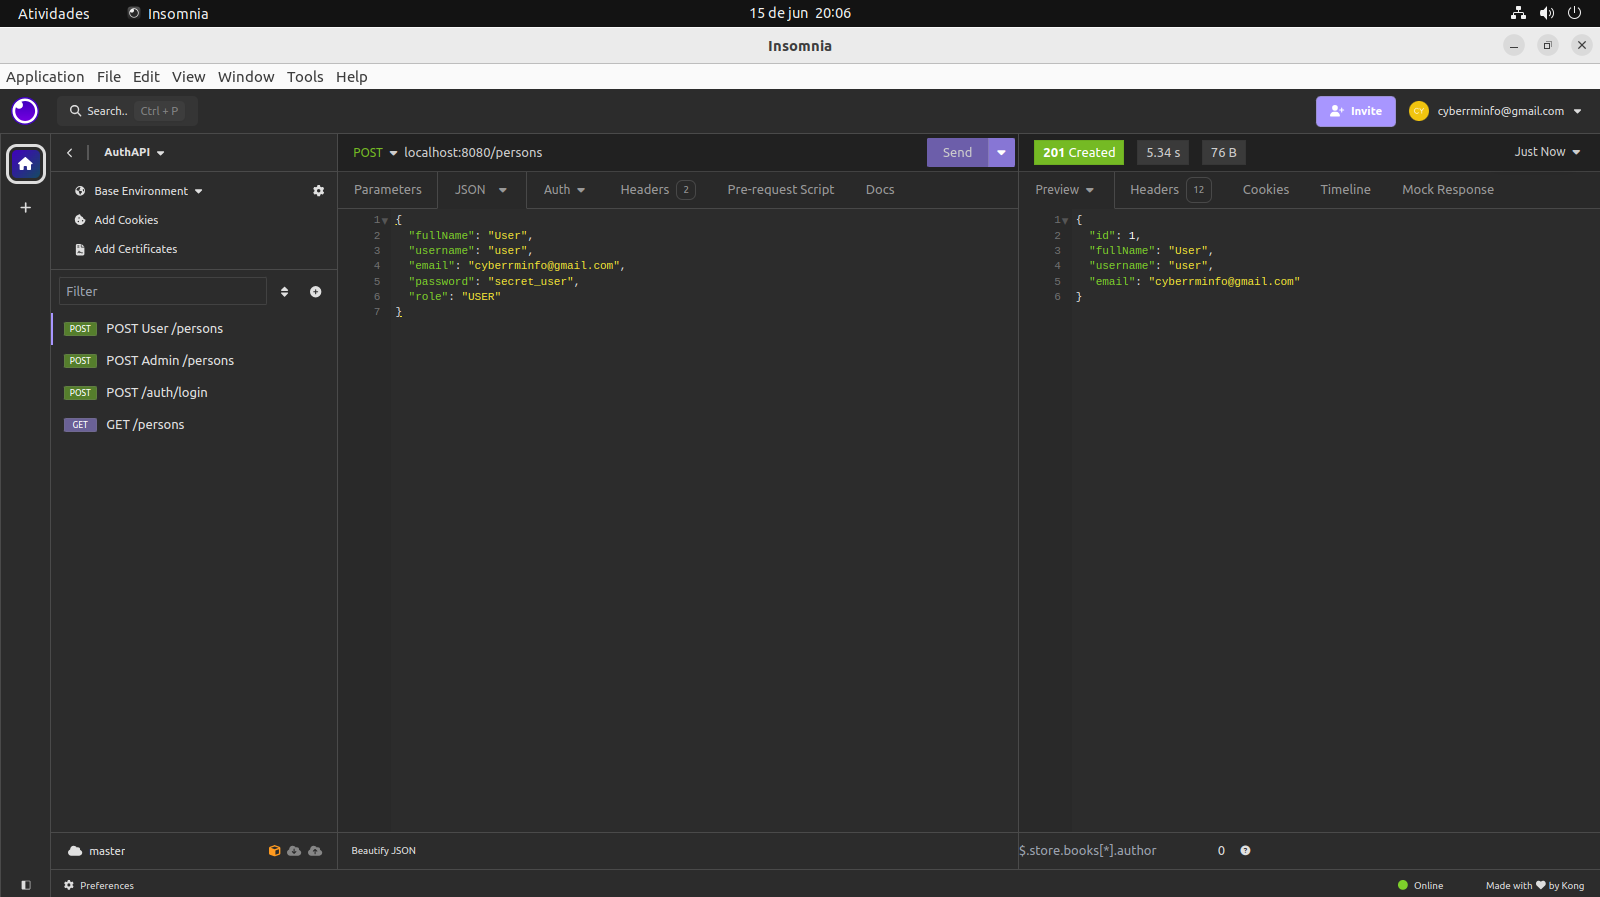 Atividades Insomnia 15 de jun 20:06
Insomnia
Application File Edit View Window Tools Help
Search.. Ctrl + P Invite CY cyberrminfo@gmail.com
AuthAPI
Base Environment
Add Cookies
Add Certificates
Filter
POST POST User /persons
POST POST Admin /persons
POST POST /auth/login
GET GET /persons
master
Preferences
POST localhost:8080/persons Send
Parameters JSON Auth Headers 2 Pre-request Script Docs
1 {
2 "fullName": "User",
3 "username": "user",
4 "email": "cyberrminfo@gmail.com",
5 "password": "secret_user",
6 "role": "USER"
7 }
Beautify JSON
201 Created 5.34 s 76 B Just Now
Preview Headers 12 Cookies Timeline Mock Response
1 {
2 "id": 1,
3 "fullName": "User",
4 "username": "user",
5 "email": "cyberrminfo@gmail.com"
6 }
$.store.books[*].author 0 ?
Online Made with ♥ by Kong